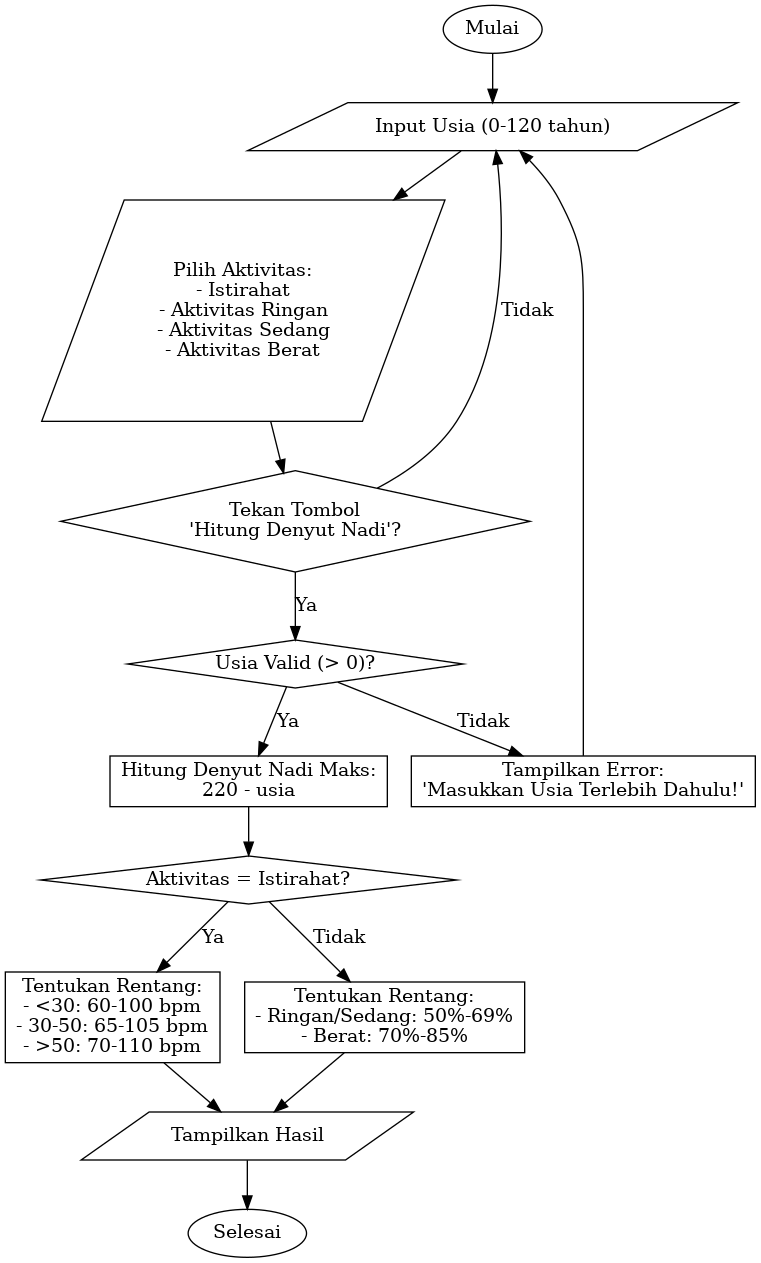 Mulai
Input Usia (0-120 tahun)
Pilih Aktivitas:
- Istirahat
- Aktivitas Ringan
- Aktivitas Sedang
- Aktivitas Berat
Tidak
Tekan Tombol
'Hitung Denyut Nadi'?
Ya
Usia Valid (> 0)?
Ya
Tidak
Hitung Denyut Nadi Maks:
220 - usia
Tampilkan Error:
'Masukkan Usia Terlebih Dahulu!'
Aktivitas = Istirahat?
Ya
Tidak
Tentukan Rentang:
- <30: 60-100 bpm
- 30-50: 65-105 bpm
- >50: 70-110 bpm
Tentukan Rentang:
- Ringan/Sedang: 50%-69%
- Berat: 70%-85%
Tampilkan Hasil
Selesai